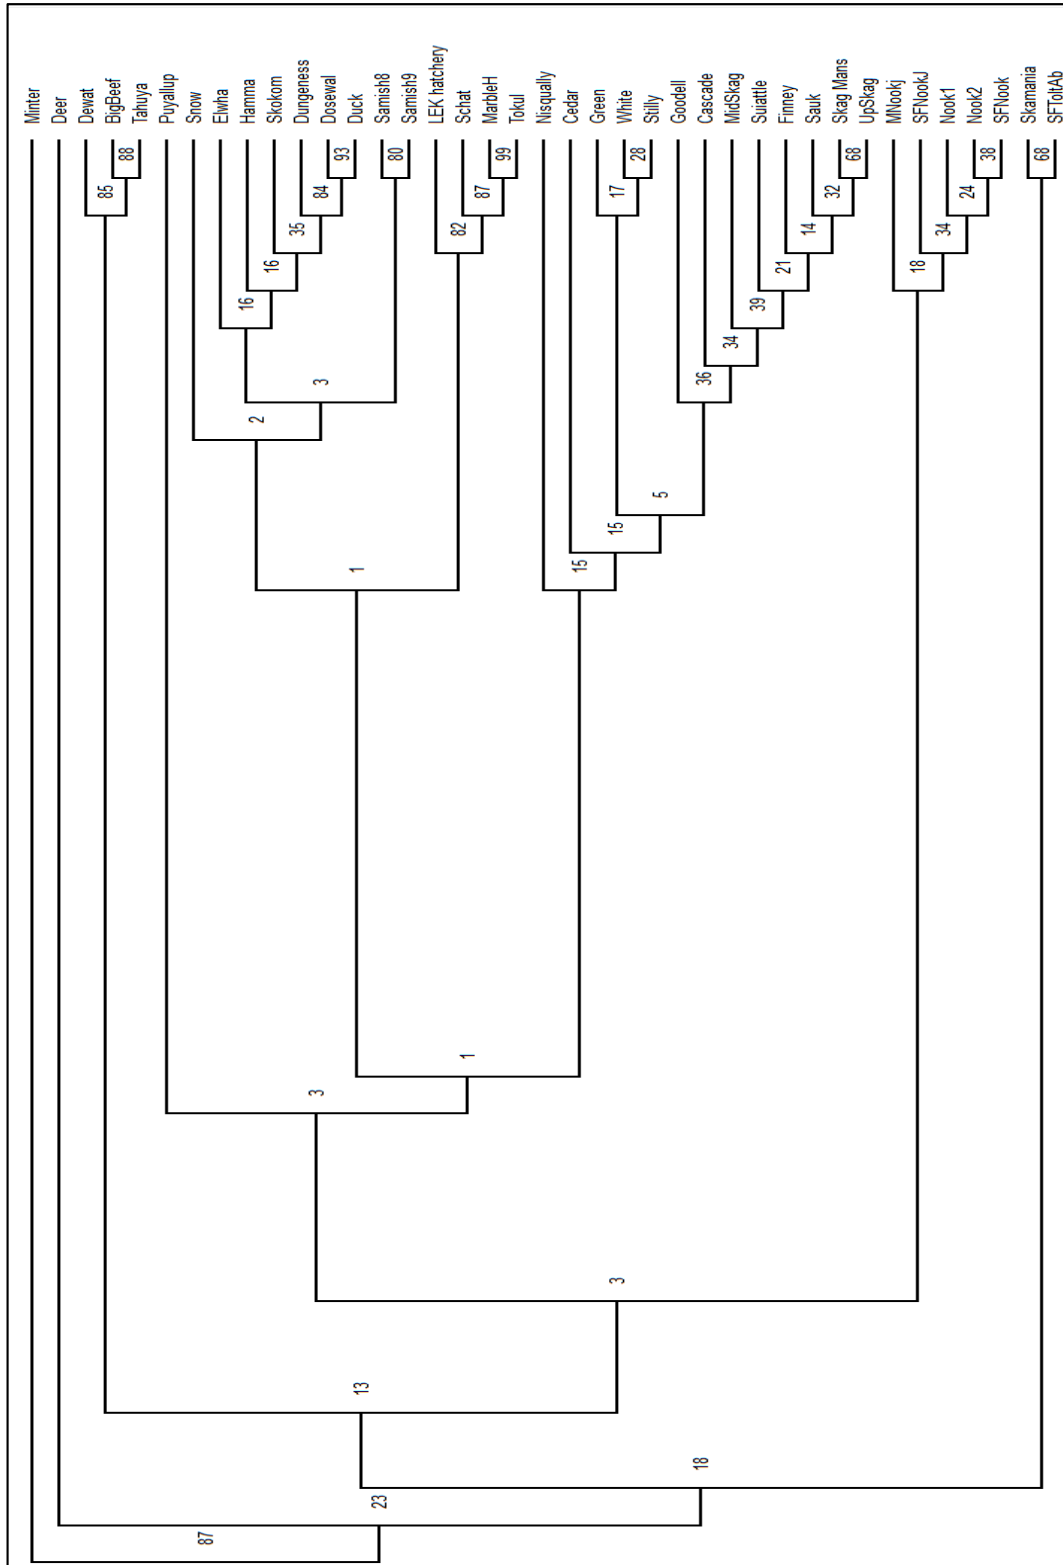 Minter
Deer
Dewat
BigBeef
Tahuya
Puyallup
Snow
Elwha
Hamma
Skokom
Dungeness
Dosewal
Duck
Samish8
Samish9
LEK hatchery
Schat
MarbleH
Tokul
Nisqually
Cedar
Green
White
Stilly
Goodell
Cascade
MidSkag
Suiattle
Finney
Sauk
Skag Mans
UpSkag
MNookj
SFNookJ
Nook1
Nook2
SFNook
Skamania
SFToltAb
88
93
80
99
28
68
38
68
85
84
87
17
32
24
35
82
14
34
16
21
18
16
39
34
3
36
2
5
15
1
15
1
3
3
13
18
23
87